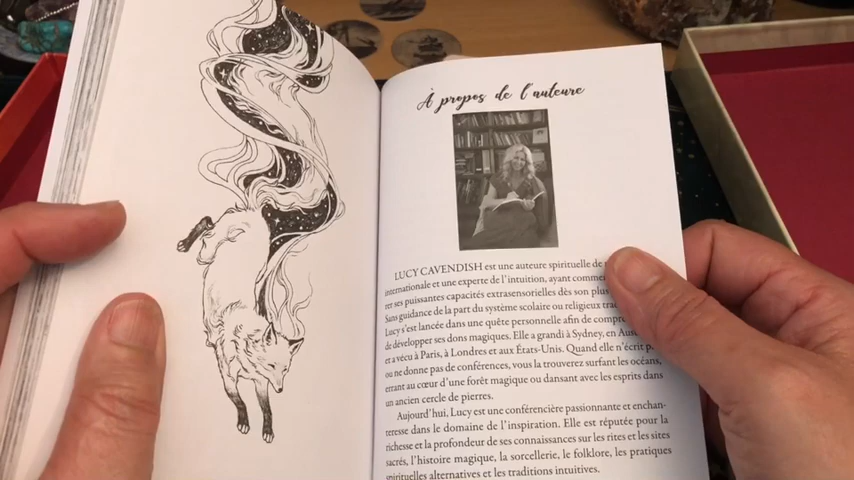 À propos de l'auteure
LUCY CAVENDISH est une auteure spirituelle de
internationale et une experte de l'intuition, ayant
ter ses puissantes capacités extrasensorielles dès son plus
Sans guidance de la part du système scolaire ou religieux
Lucy s'est lancée dans une quête personnelle afin de
de développer ses dons magiques. Elle a grandi à Sydney, en
et a vécu à Paris, à Londres et aux États-Unis. Quand elle n'écrit
ou ne donne pas de conférences, vous la trouverez surfant les océans,
errant au cœur d'une forêt magique ou dansant avec les esprits dans
un ancien cercle de pierres.
Aujourd'hui, Lucy est une conférencière passionnante et enchan-
teresse dans le domaine de l'inspiration. Elle est réputée pour la
richesse et la profondeur de ses connaissances sur les rites et les sites
sacrés, l'histoire magique, la sorcellerie, le folklore, les pratiques
spirituelles alternatives et les traditions intuitives.